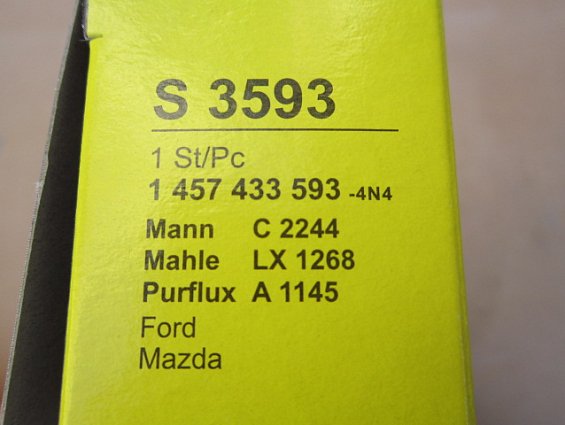 S 3593
1 St/Pc
1 457 433 593 -4N4
Mann C 2244
Mahle LX 1268
Purflux A 1145
Ford
Mazda